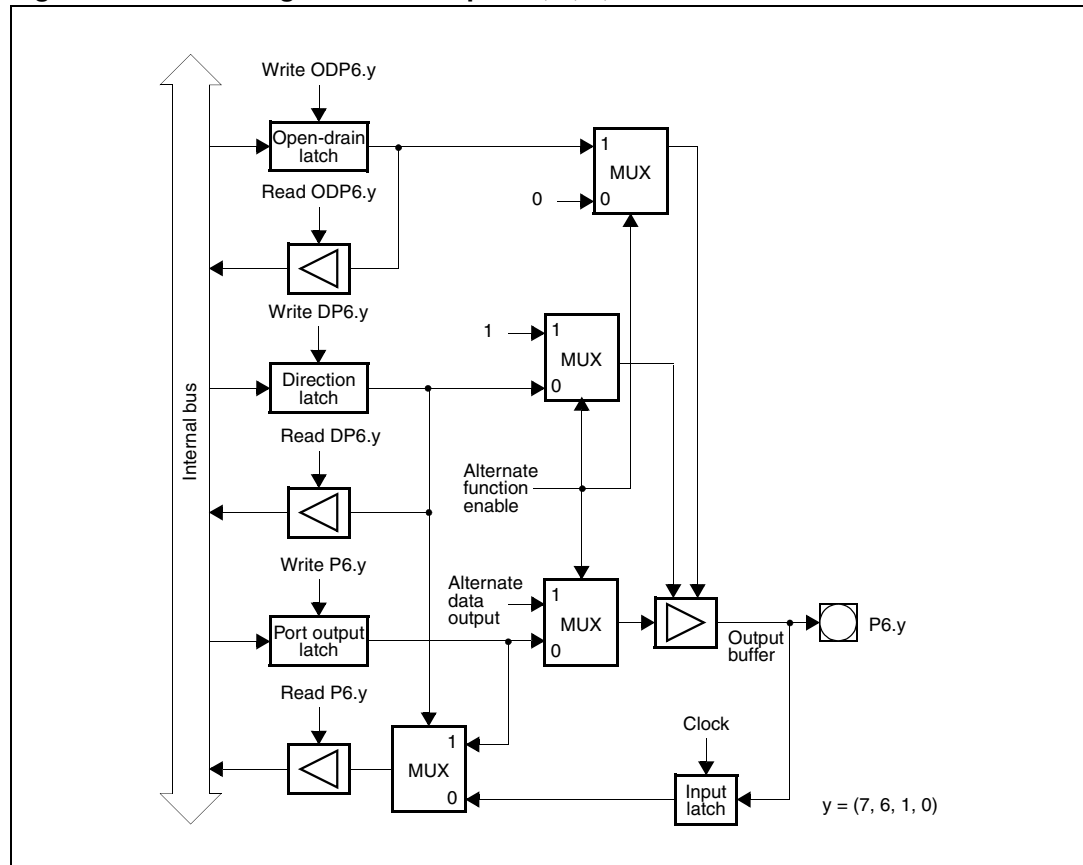 Write ODP6.y
Open-drain
latch
Read ODP6.y
1
MUX
0
0
Write DP6.y
Direction
latch
1
1
MUX
0
Read DP6.y
Internal bus
Alternate
function
enable
Write P6.y
Port output
latch
Alternate
data
output
1
MUX
0
Output
buffer
P6.y
Read P6.y
1
MUX
0
Clock
Input
latch
y = (7, 6, 1, 0)